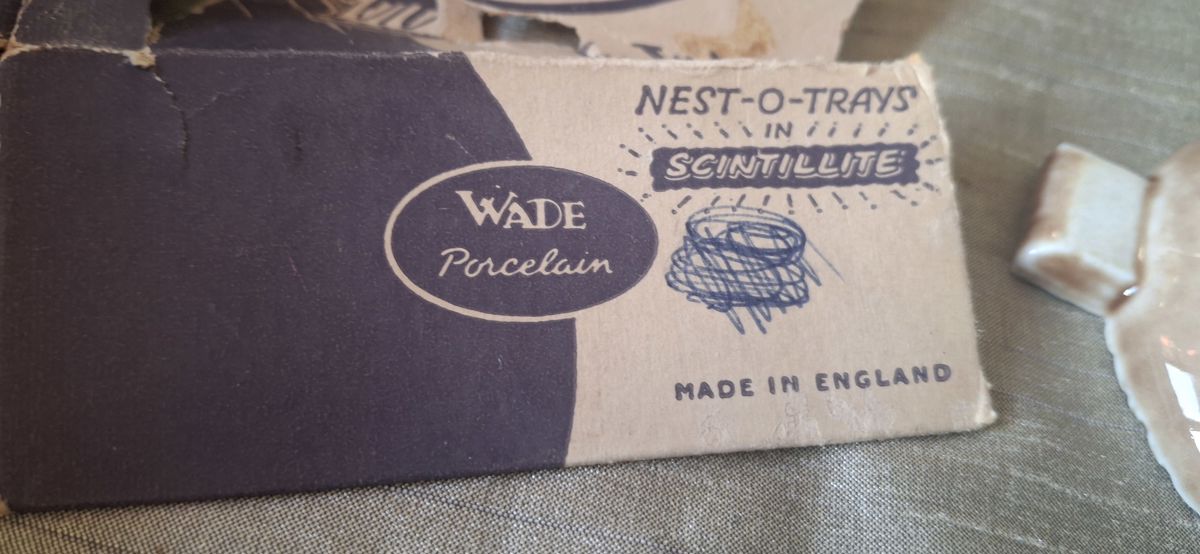 NEST-O-TRAYS
IN
SCINTILLITE
WADE
Porcelain
MADE IN ENGLAND